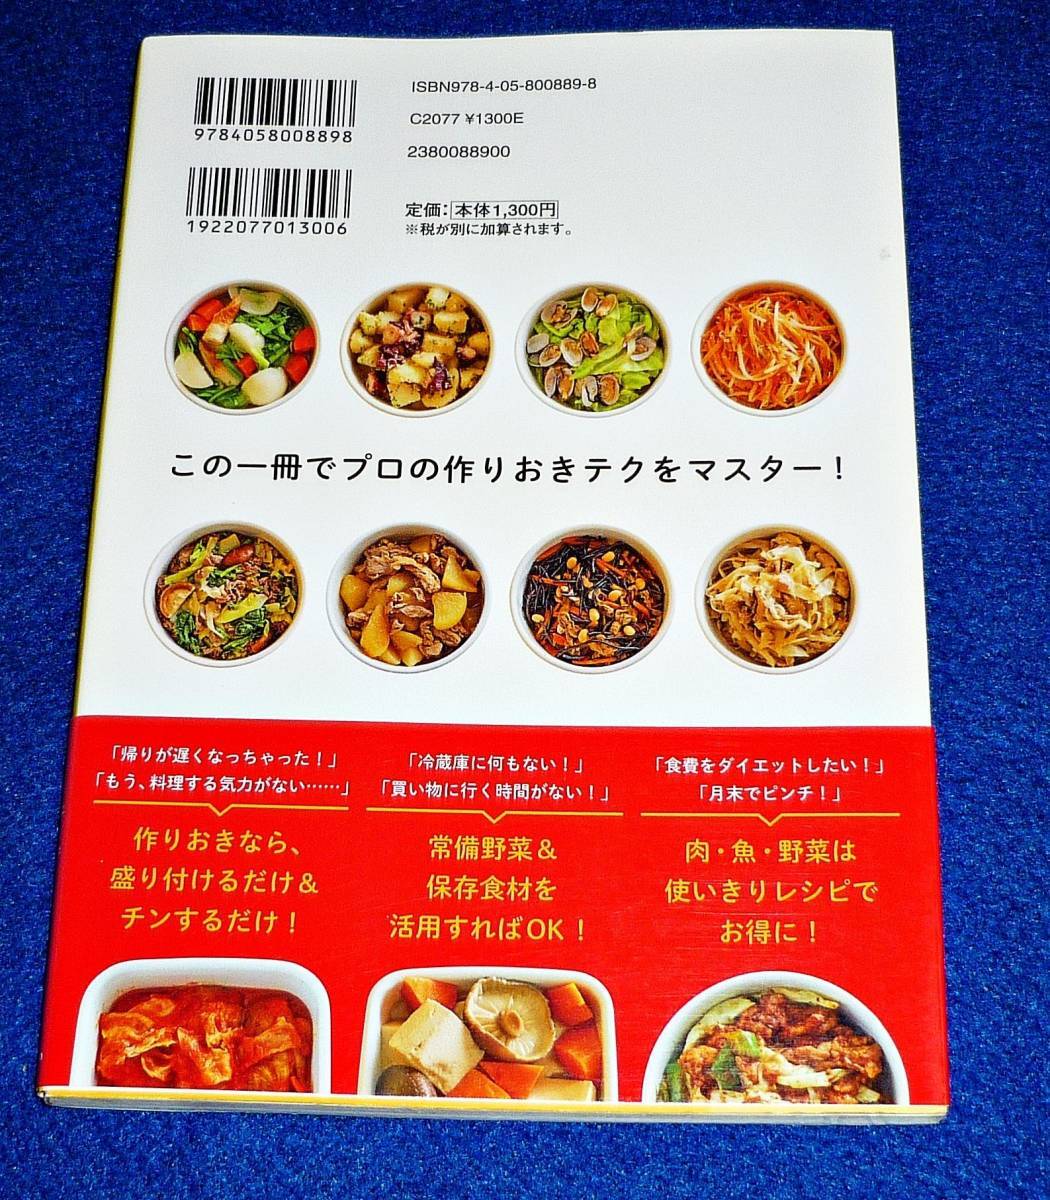 ISBN978-4-05-800889-8
9784058008898
C2077 ¥1300E
2380088900
1922077013006
定価：本体1,300円
※税が別に加算されます。
この一冊でプロの作りおきテクをマスター！
「帰りが遅くなっちゃった！」
「もう、料理する気力がない……」
作りおきなら、
盛り付けるだけ＆
チンするだけ！
「冷蔵庫に何もない！」
「買い物に行く時間がない！」
常備野菜＆
保存食材を
活用すればOK！
「食費をダイエットしたい！」
「月末でピンチ！」
肉・魚・野菜は
使いきりレシピで
お得に！